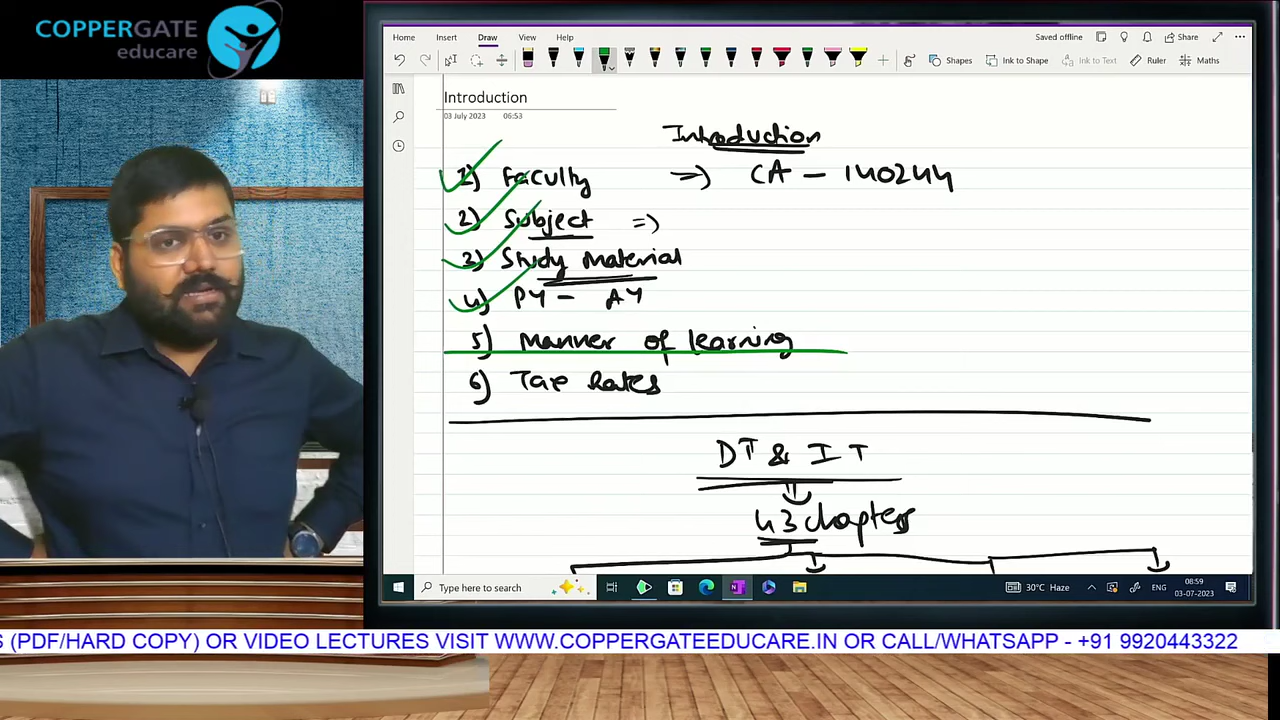 COPPERGATE
educare
Home Insert Draw View Help
Saved offline
Share
Shapes
Ink to Shape
Ink to Text
Ruler
Maths
Introduction
03 July 2023 06:53
Introduction
1) Faculty => CA - 140244
2) Subject =>
3) Study Material
4) PY - AY
5) Manner of learning
6) Tax Rates
DT & IT
43 chapters
Type here to search
30°C Haze
ENG
08:59
03-07-2023
S (PDF/HARD COPY) OR VIDEO LECTURES VISIT WWW.COPPERGATEEDUCARE.IN OR CALL/WHATSAPP - +91 9920443322